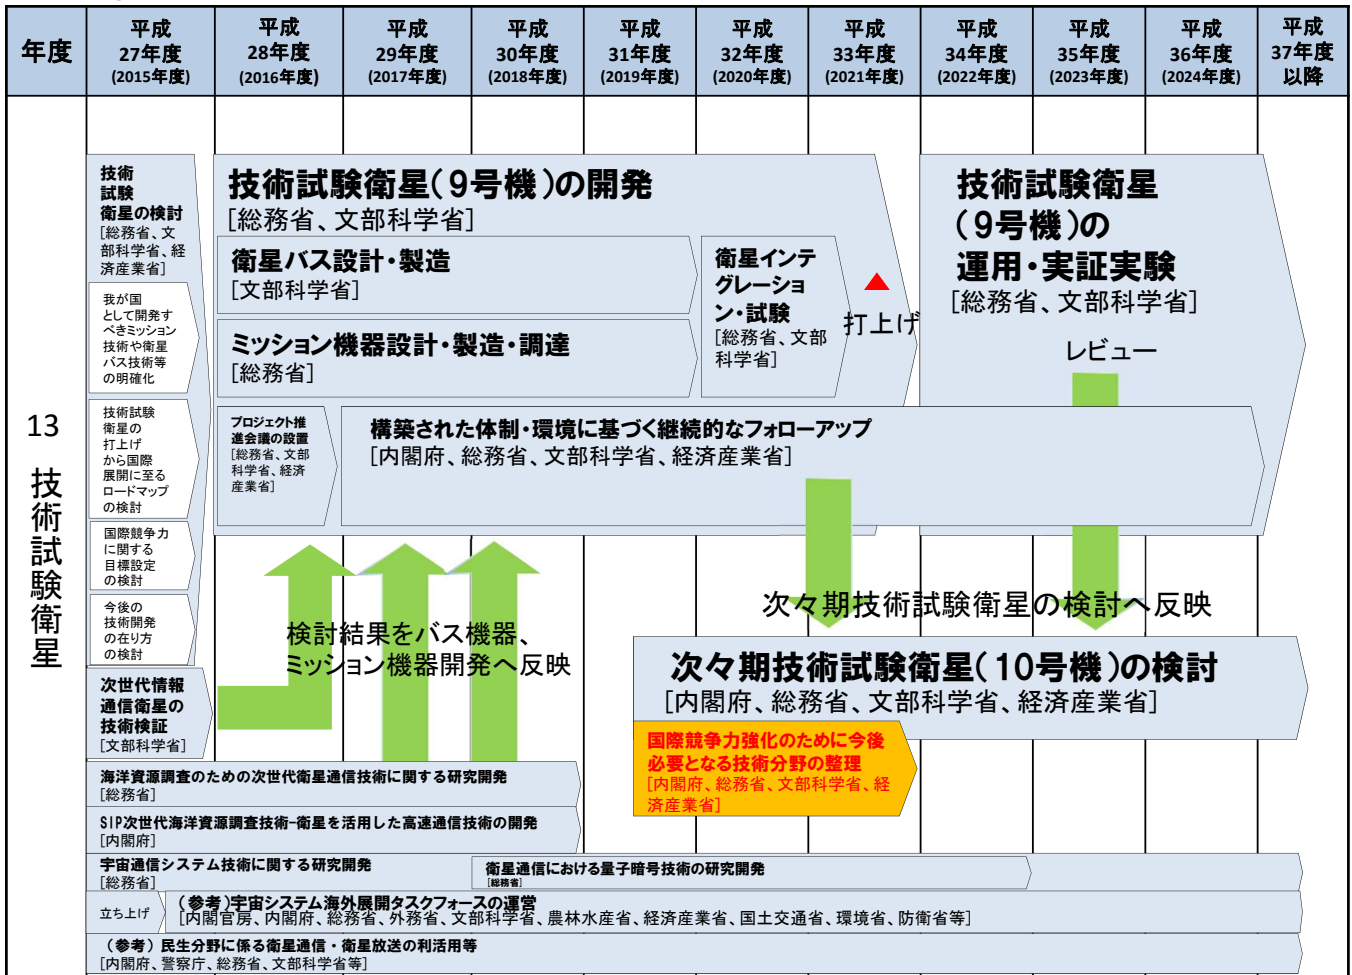 年度
平成
27年度
(2015年度)
平成
28年度
(2016年度)
平成
29年度
(2017年度)
平成
30年度
(2018年度)
平成
31年度
(2019年度)
平成
32年度
(2020年度)
平成
33年度
(2021年度)
平成
34年度
(2022年度)
平成
35年度
(2023年度)
平成
36年度
(2024年度)
平成
37年度
以降
13
技術試験衛星
技術
試験
衛星の検討
[総務省、文
部科学省、経
済産業省]
我が国
として開発す
べきミッション
技術や衛星
バス技術等
の明確化
技術試験
衛星の
打上げ
から国際
展開に至る
ロードマップ
の検討
国際競争力
に関する
目標設定
の検討
今後の
技術開発
の在り方
の検討
次世代情報
通信衛星の
技術検証
[文部科学省]
技術試験衛星(9号機)の開発
[総務省、文部科学省]
衛星バス設計・製造
[文部科学省]
ミッション機器設計・製造・調達
[総務省]
衛星インテ
グレーショ
ン・試験
[総務省、文部
科学省]
打上げ
技術試験衛星
(9号機)の
運用・実証実験
[総務省、文部科学省]
レビュー
プロジェクト推
進会議の設置
[総務省、文部
科学省、経済
産業省]
構築された体制・環境に基づく継続的なフォローアップ
[内閣府、総務省、文部科学省、経済産業省]
検討結果をバス機器、
ミッション機器開発へ反映
次々期技術試験衛星の検討へ反映
次々期技術試験衛星(10号機)の検討
[内閣府、総務省、文部科学省、経済産業省]
国際競争力強化のために今後
必要となる技術分野の整理
[内閣府、総務省、文部科学省、経
済産業省]
海洋資源調査のための次世代衛星通信技術に関する研究開発
[総務省]
SIP次世代海洋資源調査技術-衛星を活用した高速通信技術の開発
[内閣府]
宇宙通信システム技術に関する研究開発
[総務省]
衛星通信における量子暗号技術の研究開発
[総務省]
立ち上げ
(参考)宇宙システム海外展開タスクフォースの運営
[内閣官房、内閣府、総務省、外務省、文部科学省、農林水産省、経済産業省、国土交通省、環境省、防衛省等]
(参考)民生分野に係る衛星通信・衛星放送の利活用等
[内閣府、警察庁、総務省、文部科学省等]